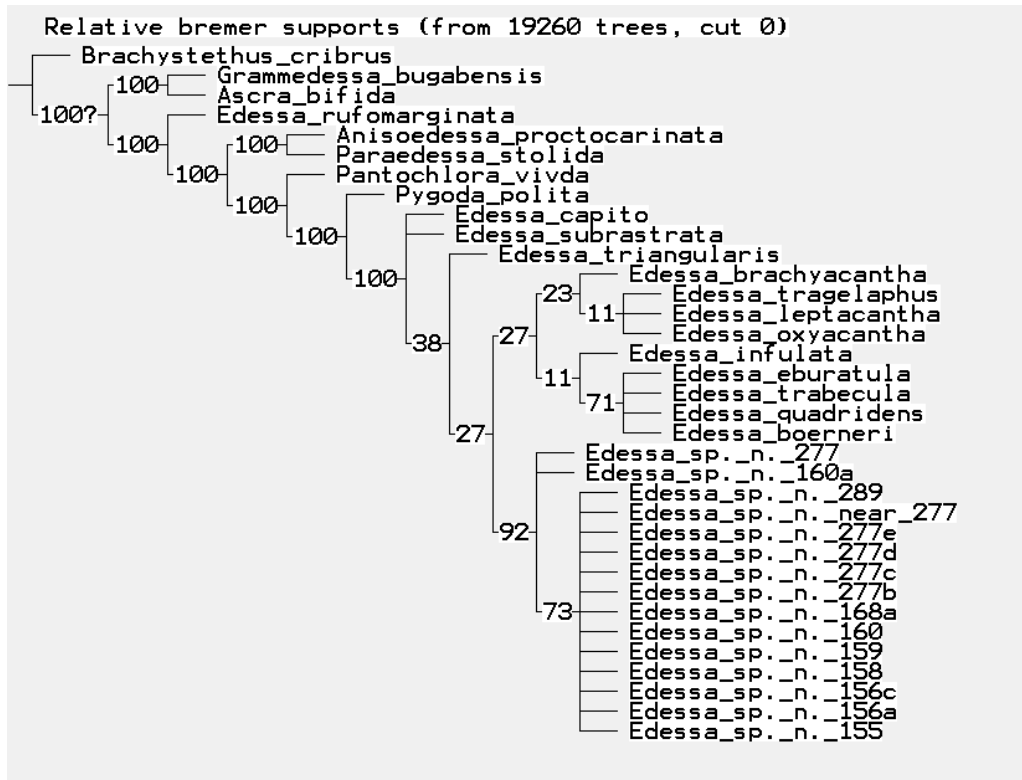 Relative bremer supports (from 19260 trees, cut 0)
Brachystethus_cribrus
Grammedessa_bugabensis
100
Ascra_bifida
100?
Edessa_rufomarginata
Anisoedessa_proctocarinata
100
100
Paraedessa_stolida
100
Pantochlora_vivda
Pygoda_polita
100
Edessa_capito
100
Edessa_subrastrata
Edessa_triangularis
100
Edessa_brachyacantha
23
Edessa_tragelaphus
11
Edessa_leptacantha
Edessa_oxyacantha
27
38
Edessa_infulata
11
Edessa_eburatula
Edessa_trabecula
71
Edessa_quadridens
Edessa_boerneri
27
Edessa_sp._n._277
Edessa_sp._n._160a
Edessa_sp._n._289
Edessa_sp._n._near_277
92
Edessa_sp._n._277e
Edessa_sp._n._277d
Edessa_sp._n._277c
Edessa_sp._n._277b
73
Edessa_sp._n._168a
Edessa_sp._n._160
Edessa_sp._n._159
Edessa_sp._n._158
Edessa_sp._n._156c
Edessa_sp._n._156a
Edessa_sp._n._155